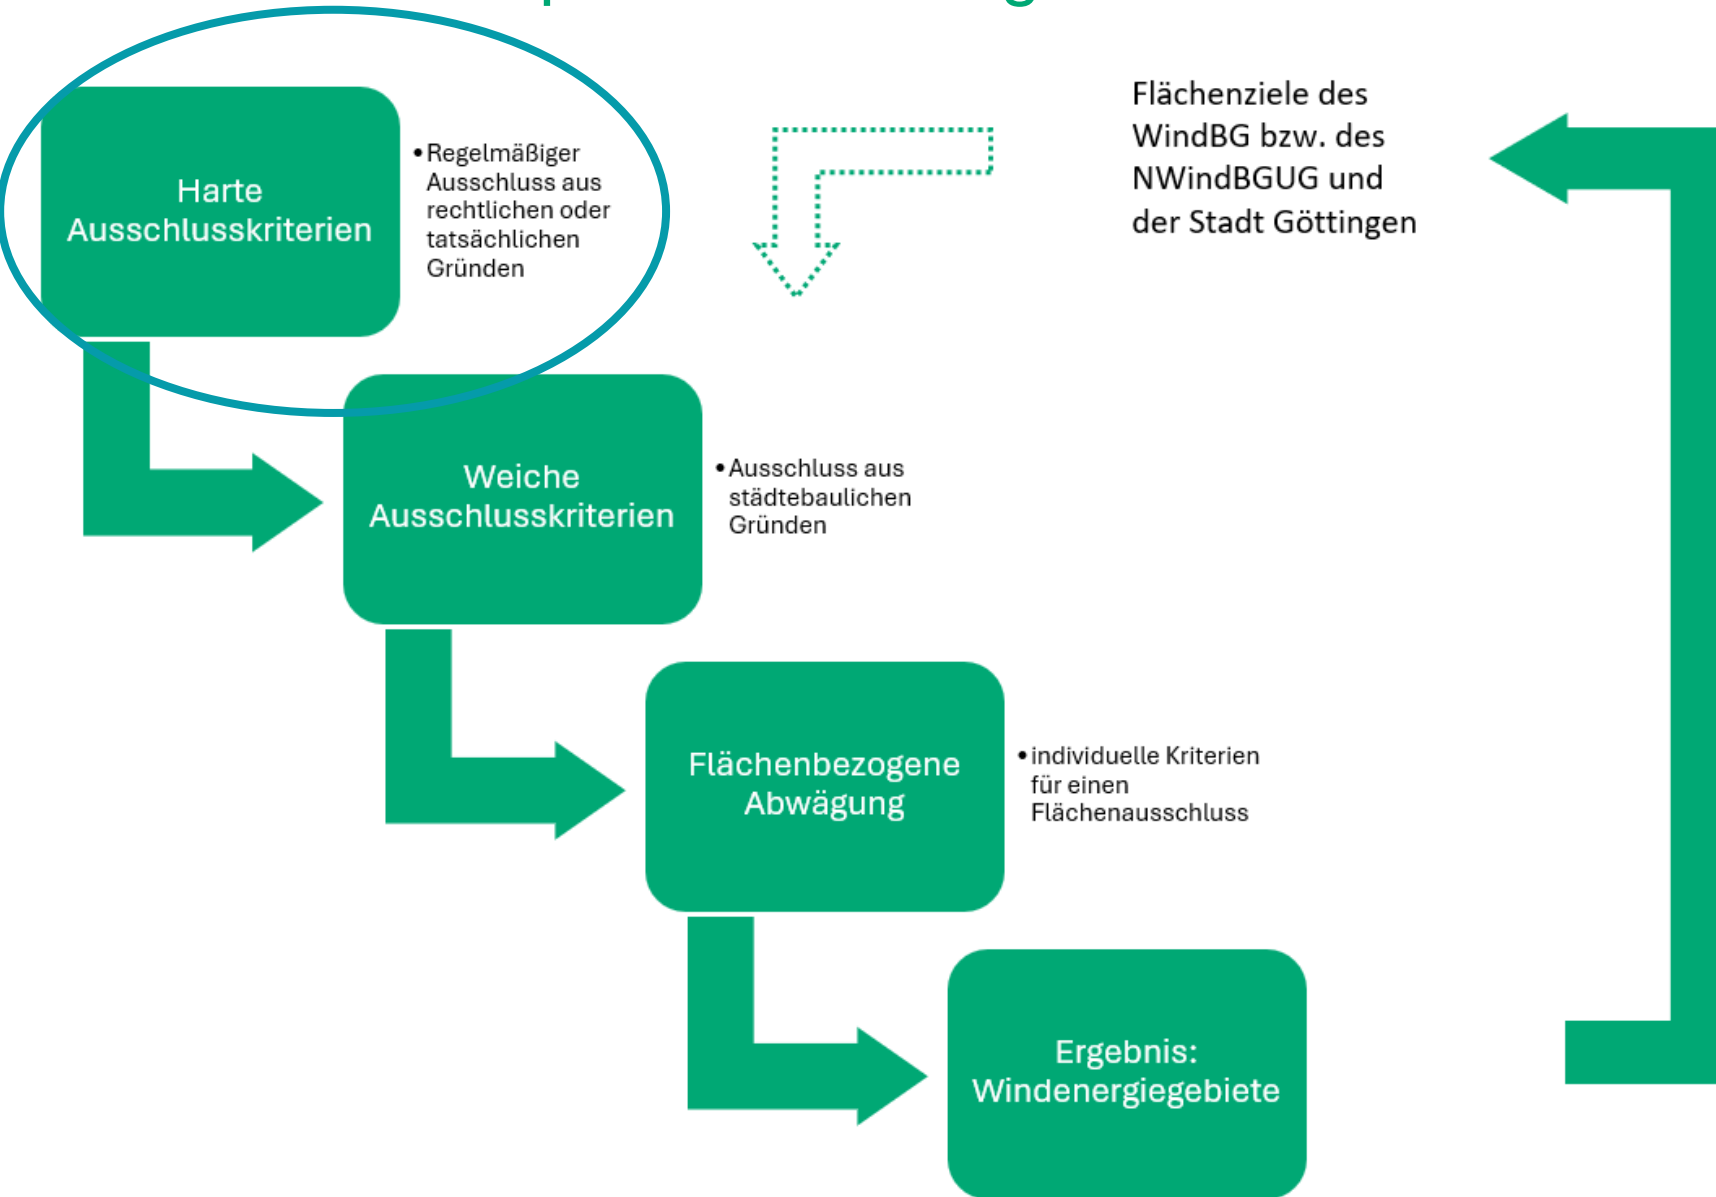 Harte
Ausschlusskriterien
•Regelmäßiger
Ausschluss aus
rechtlichen oder
tatsächlichen
Gründen
Flächenziele des
WindBG bzw. des
NWindBGUG und
der Stadt Göttingen
Weiche
Ausschlusskriterien
•Ausschluss aus
städtebaulichen
Gründen
Flächenbezogene
Abwägung
•individuelle Kriterien
für einen
Flächenausschluss
Ergebnis:
Windenergiegebiete